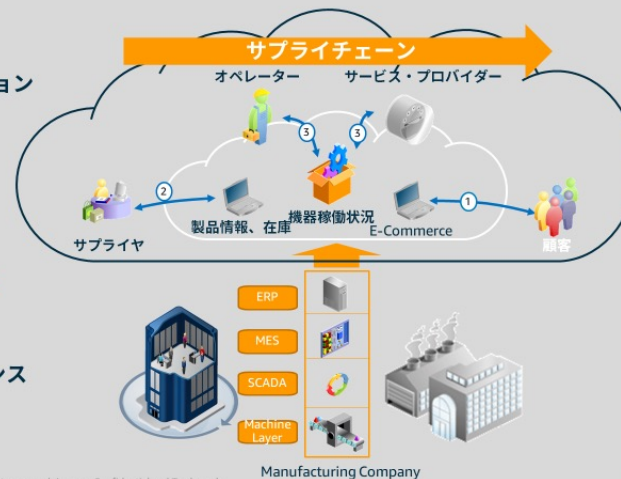 サプライチェーン
ョン
オペレーター
サービス・プロバイダー
3
3
2
1
サプライヤ
製品情報、在庫
機器稼働状況
E-Commerce
顧客
ERP
MES
SCADA
ンス
Machine
Layer
Manufacturing Company